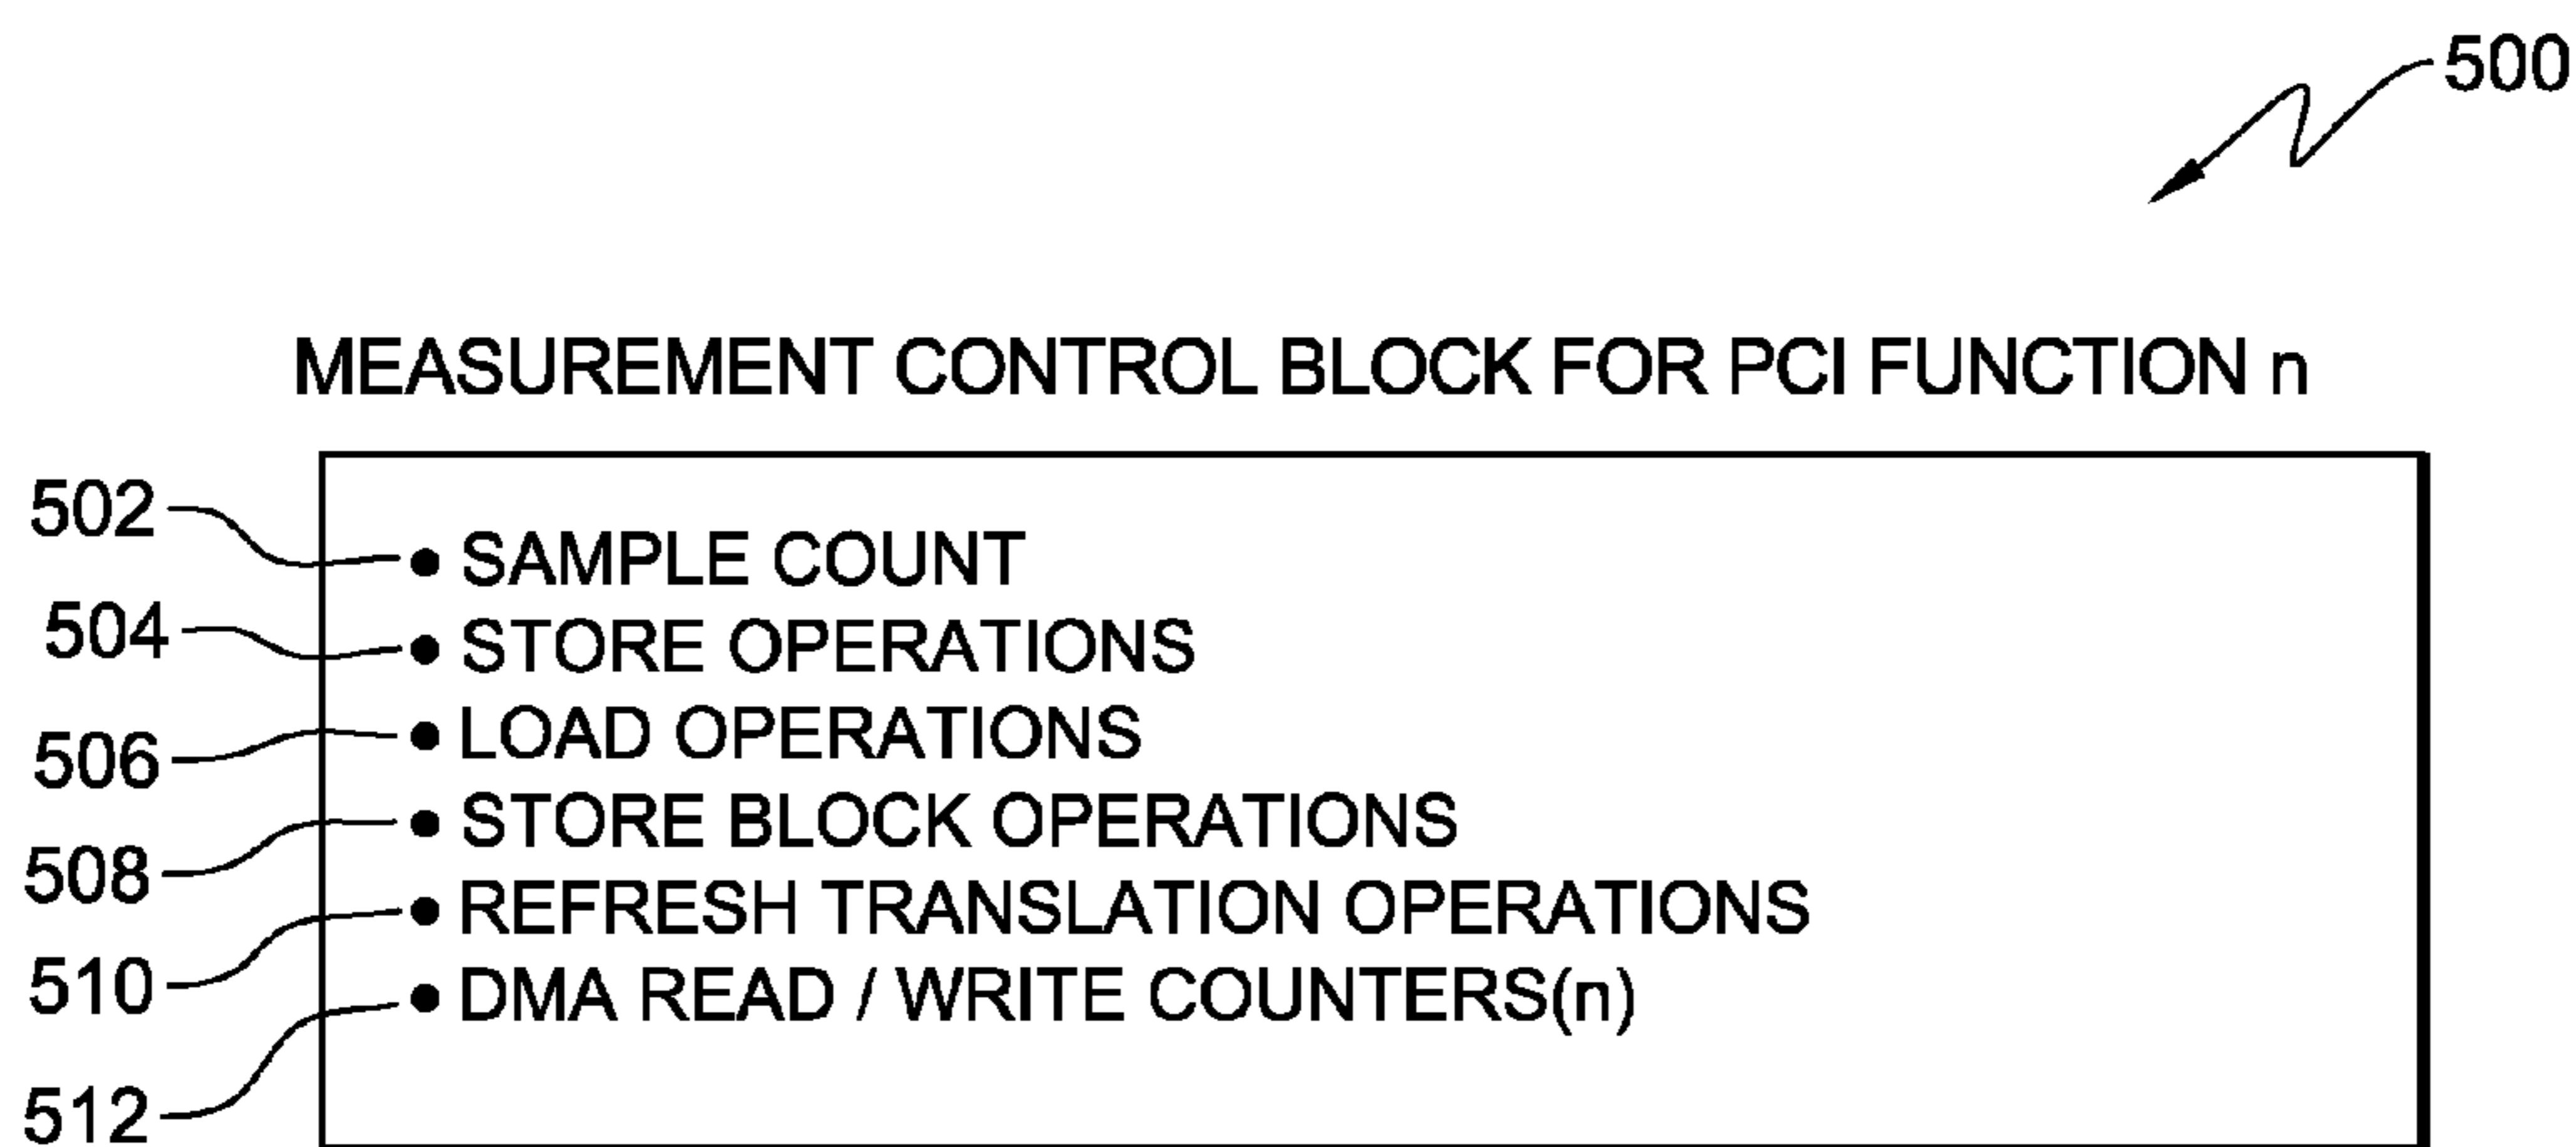 500
MEASUREMENT CONTROL BLOCK FOR PCI FUNCTION n
502 • SAMPLE COUNT
504 • STORE OPERATIONS
506 • LOAD OPERATIONS
508 • STORE BLOCK OPERATIONS
510 • REFRESH TRANSLATION OPERATIONS
512 • DMA READ / WRITE COUNTERS(n)